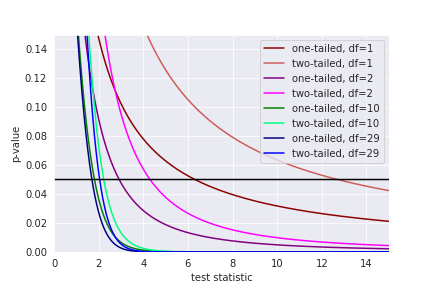 0.14
0.12
0.10
0.08
0.06
0.04
0.02
0.00
p-value
one-tailed, df=1
two-tailed, df=1
one-tailed, df=2
two-tailed, df=2
one-tailed, df=10
two-tailed, df=10
one-tailed, df=29
two-tailed, df=29
0 2 4 6 8 10 12 14
test statistic